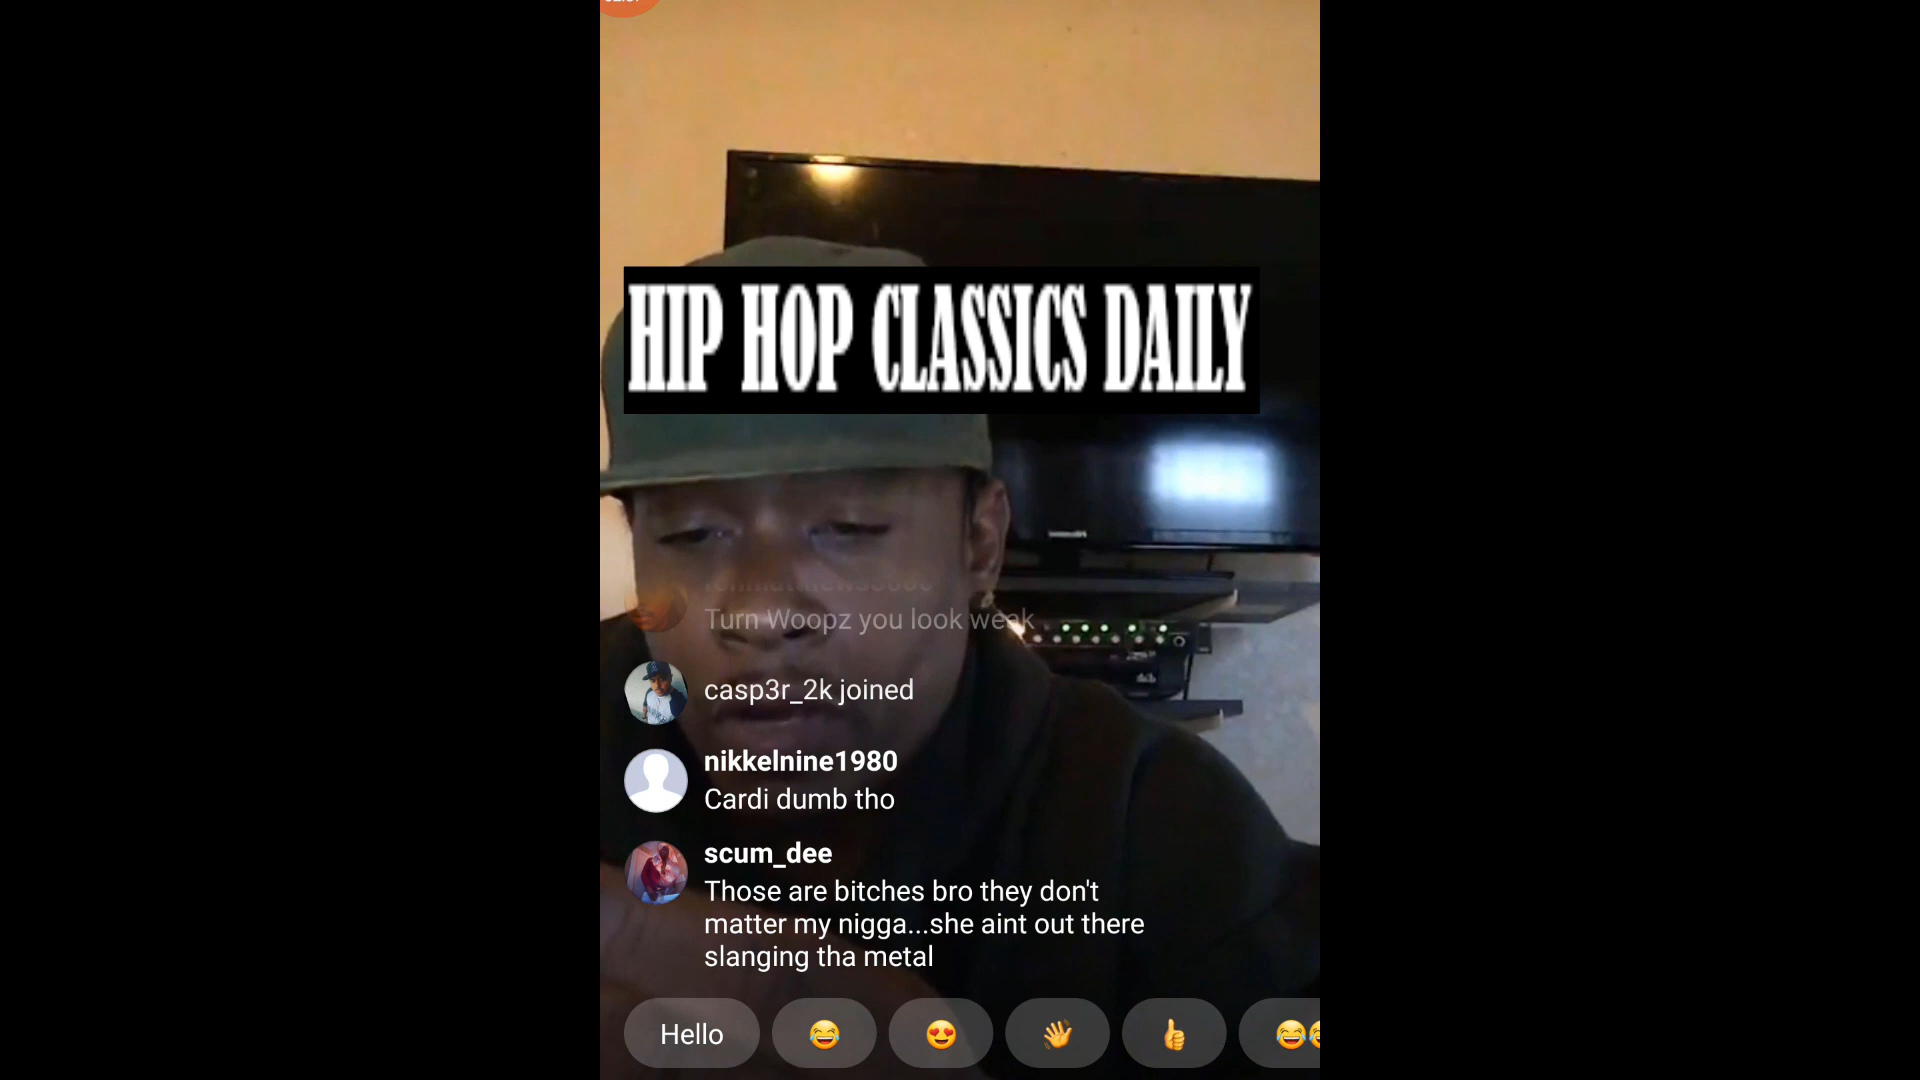 HIP HOP CLASSICS DAILY
Turn Woopz you look weak
casp3r_2k joined
nikkelnine1980
Cardi dumb tho
scum_dee
Those are bitches bro they don't
matter my nigga...she aint out there
slanging tha metal
Hello